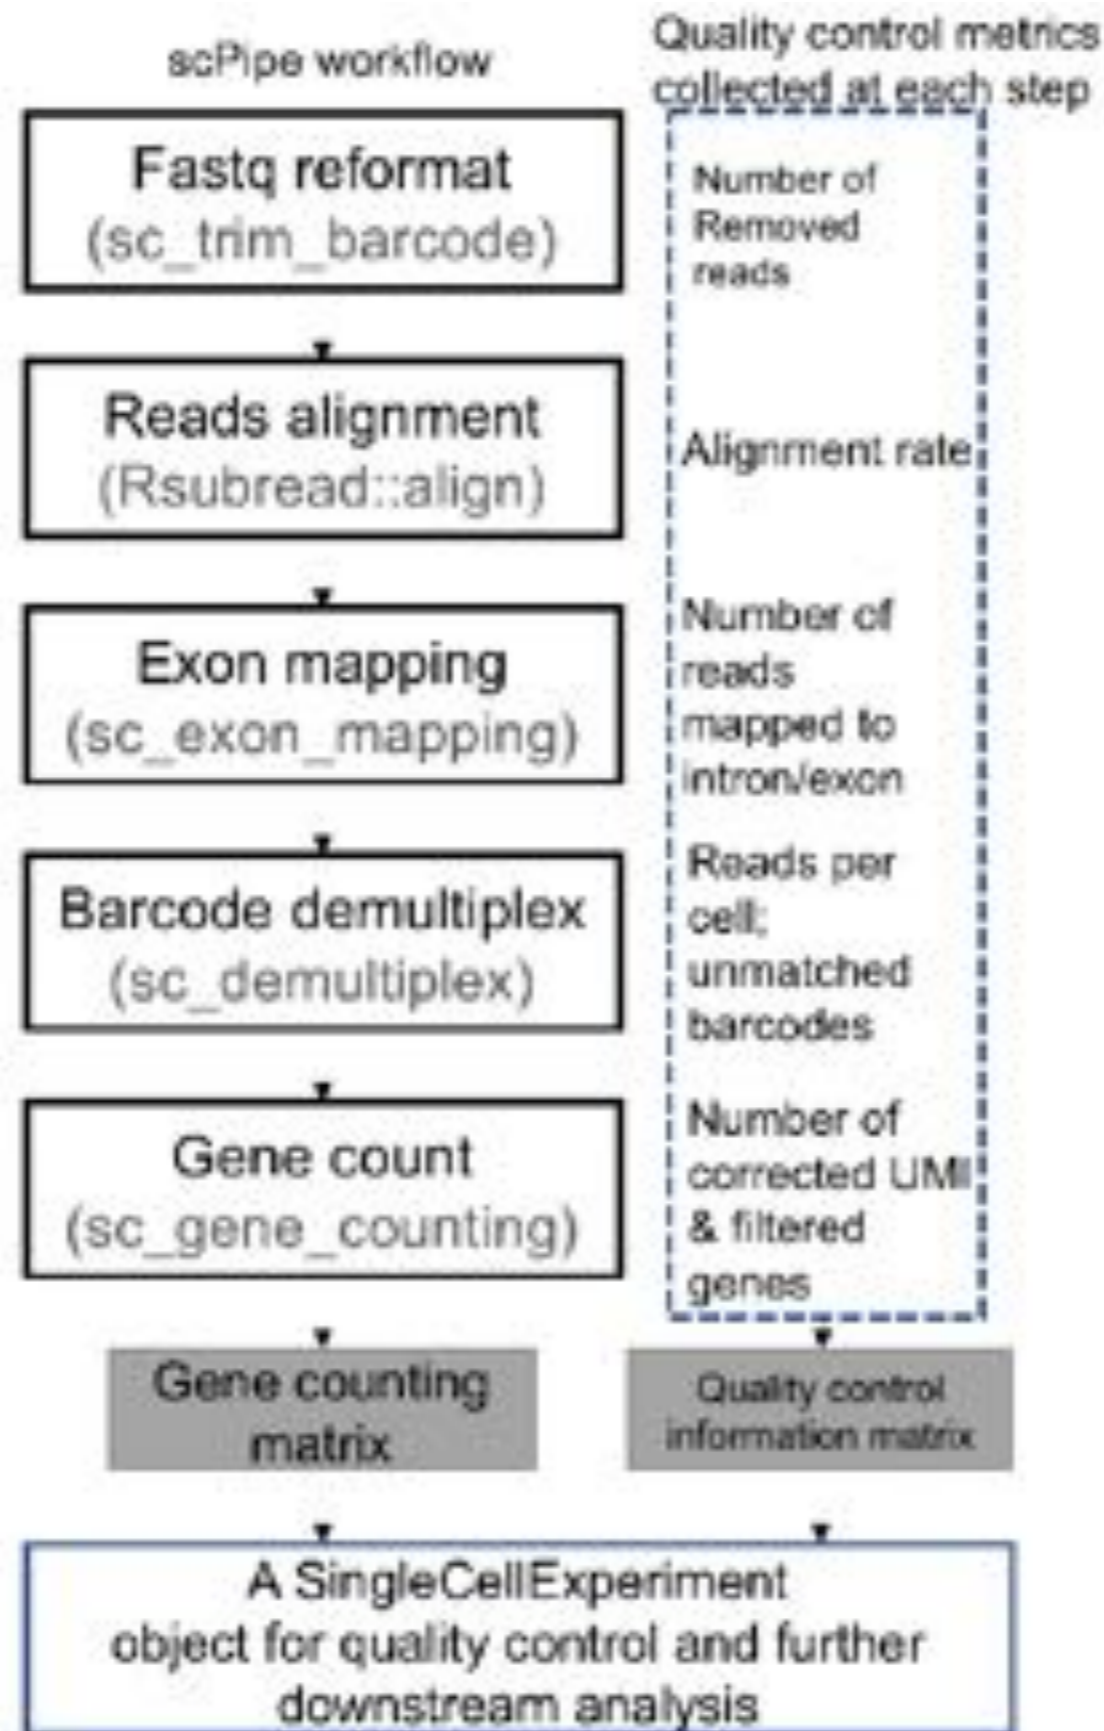 scPipe workflow
Quality control metrics
collected at each step
Fastq reformat
(sc_trim_barcode)
Number of
Removed
reads
Reads alignment
(Rsubread::align)
Alignment rate
Exon mapping
(sc_exon_mapping)
Number of
reads
mapped to
intron/exon
Barcode demultiplex
(sc_demultiplex)
Reads per
cell;
unmatched
barcodes
Gene count
(sc_gene_counting)
Number of
corrected UMI
& filtered
genes
Gene counting
matrix
Quality control
information matrix
A SingleCellExperiment
object for quality control and further
downstream analysis